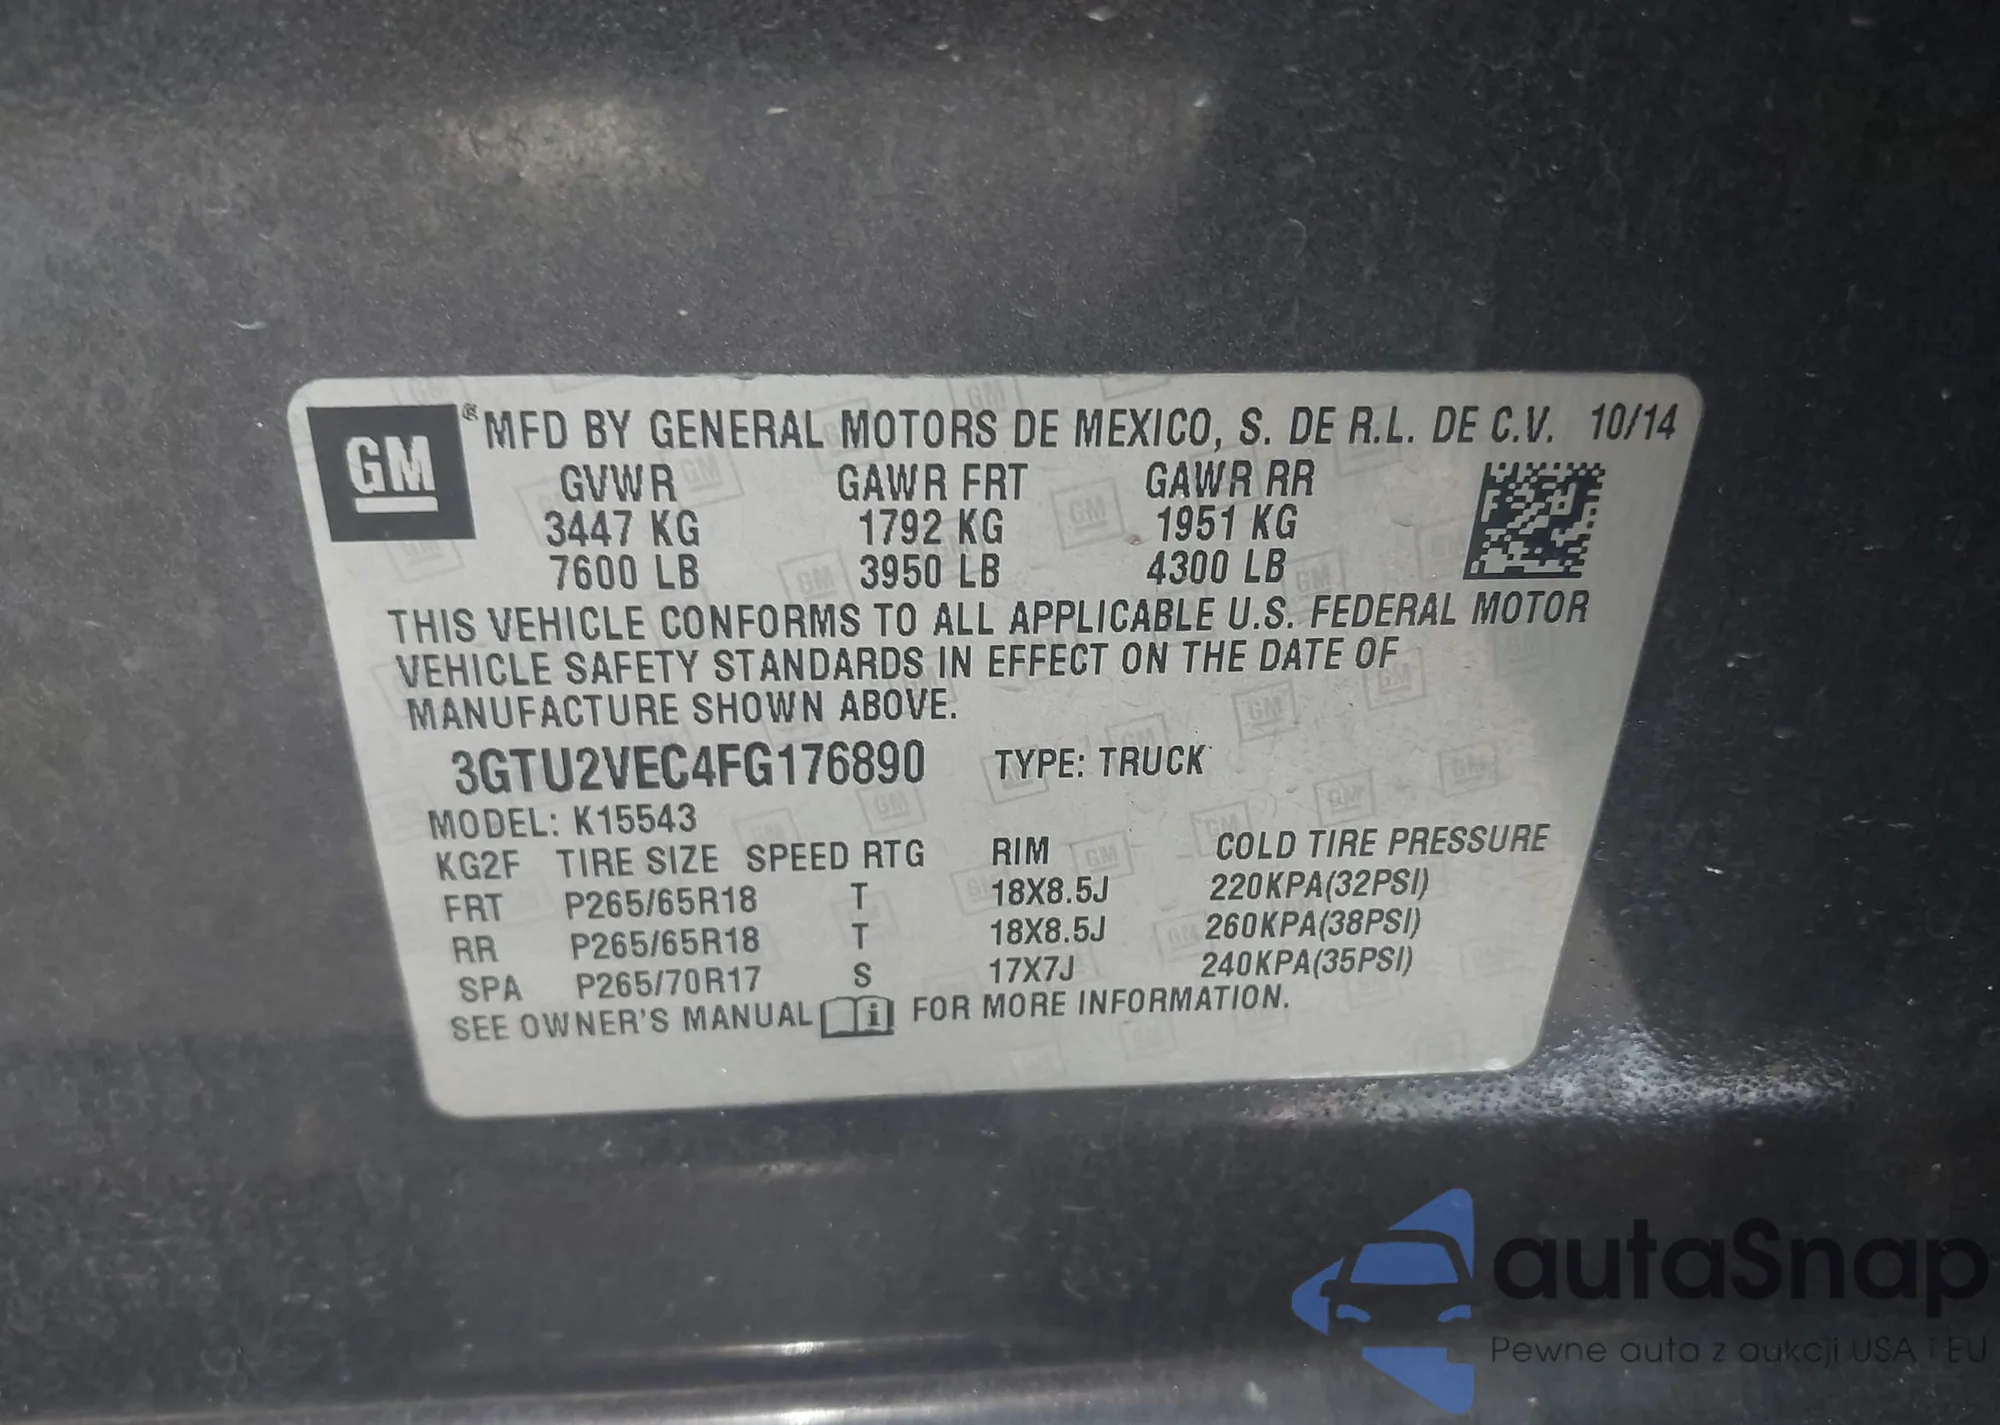 GM
® MFD BY GENERAL MOTORS DE MEXICO, S. DE R.L. DE C.V. 10/14
GVWR GAWR FRT GAWR RR
3447 KG 1792 KG 1951 KG
7600 LB 3950 LB 4300 LB
THIS VEHICLE CONFORMS TO ALL APPLICABLE U.S. FEDERAL MOTOR
VEHICLE SAFETY STANDARDS IN EFFECT ON THE DATE OF
MANUFACTURE SHOWN ABOVE.
3GTU2VEC4FG176890 TYPE: TRUCK
MODEL: K15543
KG2F TIRE SIZE SPEED RTG RIM COLD TIRE PRESSURE
FRT P265/65R18 T 18X8.5J 220KPA(32PSI)
RR P265/65R18 T 18X8.5J 260KPA(38PSI)
SPA P265/70R17 S 17X7J 240KPA(35PSI)
SEE OWNER'S MANUAL i FOR MORE INFORMATION.
autaSnap
Pewne auta z aukcji USA i EU